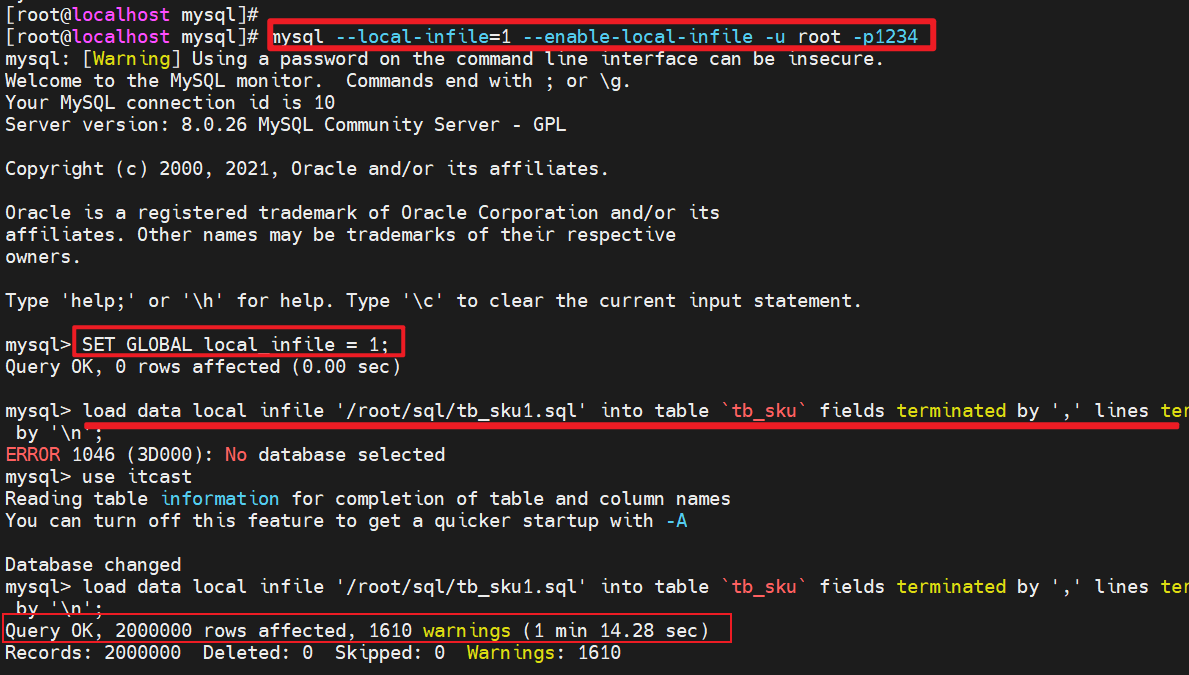 [root@localhost mysql]#
[root@localhost mysql]# mysql --local-infile=1 --enable-local-infile -u root -p1234
mysql: [Warning] Using a password on the command line interface can be insecure.
Welcome to the MySQL monitor.  Commands end with ; or \g.
Your MySQL connection id is 10
Server version: 8.0.26 MySQL Community Server - GPL
Copyright (c) 2000, 2021, Oracle and/or its affiliates.
Oracle is a registered trademark of Oracle Corporation and/or its
affiliates. Other names may be trademarks of their respective
owners.
Type 'help;' or '\h' for help. Type '\c' to clear the current input statement.
mysql> SET GLOBAL local_infile = 1;
Query OK, 0 rows affected (0.00 sec)
mysql> load data local infile '/root/sql/tb_sku1.sql' into table `tb_sku` fields terminated by ',' lines ter
 by '\n';
ERROR 1046 (3D000): No database selected
mysql> use itcast
Reading table information for completion of table and column names
You can turn off this feature to get a quicker startup with -A
Database changed
mysql> load data local infile '/root/sql/tb_sku1.sql' into table `tb_sku` fields terminated by ',' lines ter
 by '\n';
Query OK, 2000000 rows affected, 1610 warnings (1 min 14.28 sec)
Records: 2000000  Deleted: 0  Skipped: 0  Warnings: 1610